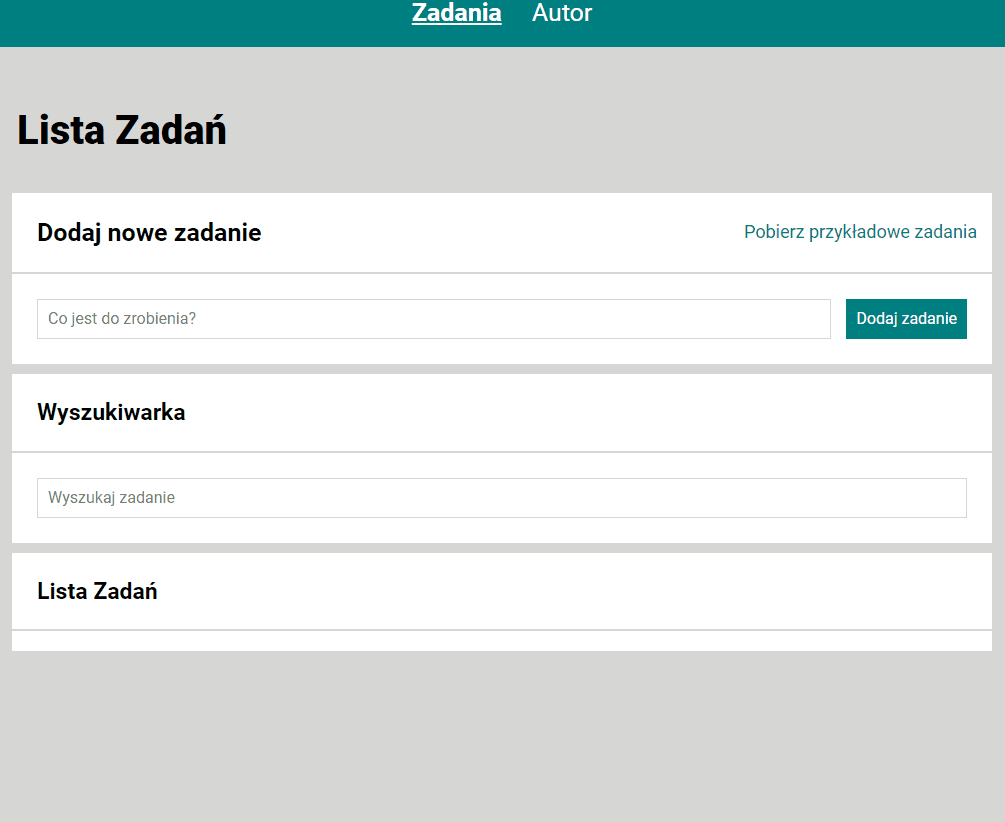 Zadania Autor
Lista Zadań
Dodaj nowe zadanie Pobierz przykładowe zadania
Co jest do zrobienia? Dodaj zadanie
Wyszukiwarka
Wyszukaj zadanie
Lista Zadań